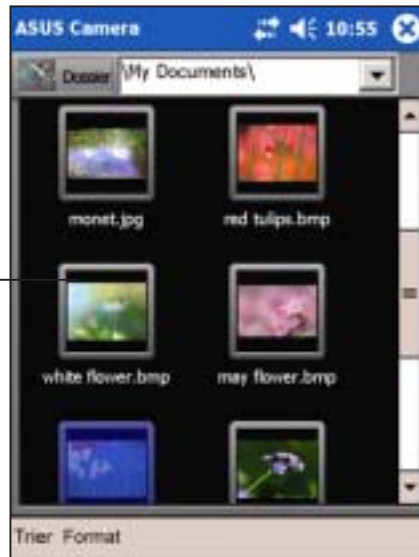 ASUS Camera 10:55
Dossier \My Documents\
monet.jpg red tulips.bmp
white flower.bmp may flower.bmp
Trier Format